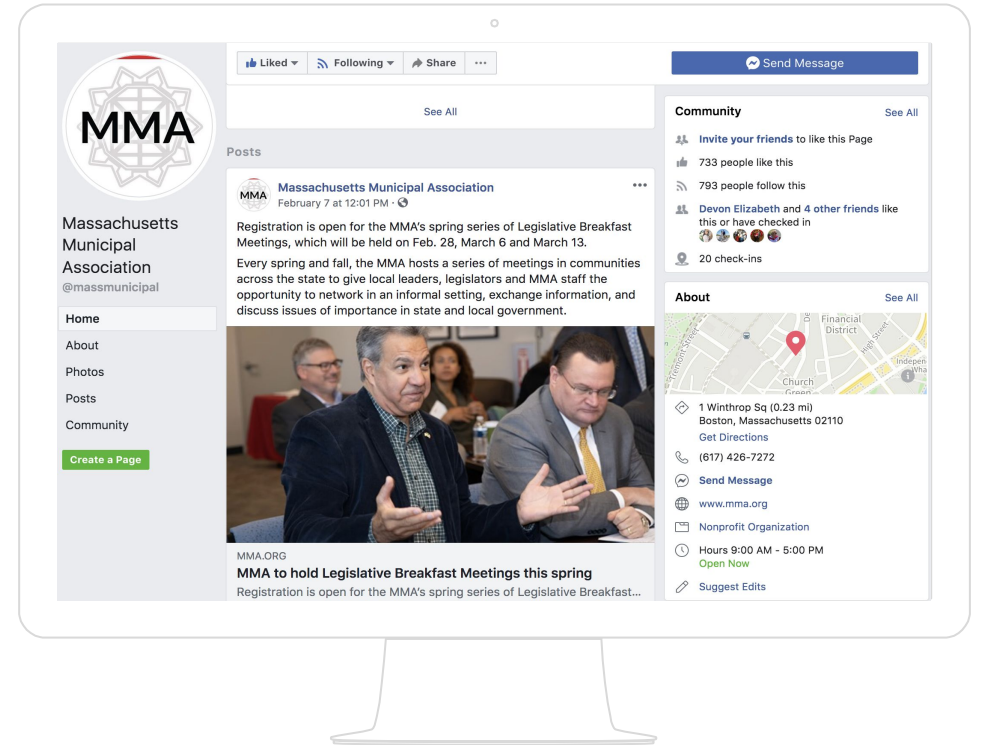 MMA
Massachusetts
Municipal
Association
@massmunicipal
Home
About
Photos
Posts
Community
Create a Page
Liked
Following
Share
...
See All
Posts
MMA
Massachusetts Municipal Association
February 7 at 12:01 PM ·
...
Registration is open for the MMA's spring series of Legislative Breakfast
Meetings, which will be held on Feb. 28, March 6 and March 13.
Every spring and fall, the MMA hosts a series of meetings in communities
across the state to give local leaders, legislators and MMA staff the
opportunity to network in an informal setting, exchange information, and
discuss issues of importance in state and local government.
MMA.ORG
MMA to hold Legislative Breakfast Meetings this spring
Registration is open for the MMA's spring series of Legislative Breakfast...
Send Message
Community
See All
Invite your friends to like this Page
733 people like this
793 people follow this
Devon Elizabeth and 4 other friends like
this or have checked in
20 check-ins
About
See All
Financial
District
High Street
Tremont Street
Church
Green
1 Winthrop Sq (0.23 mi)
Boston, Massachusetts 02110
Get Directions
(617) 426-7272
Send Message
www.mma.org
Nonprofit Organization
Hours 9:00 AM - 5:00 PM
Open Now
Suggest Edits